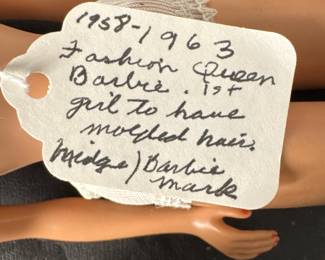 1958-1963
Fashion Queen
Barbie. 1st
girl to have
molded hair.
midge/Barbie
mark